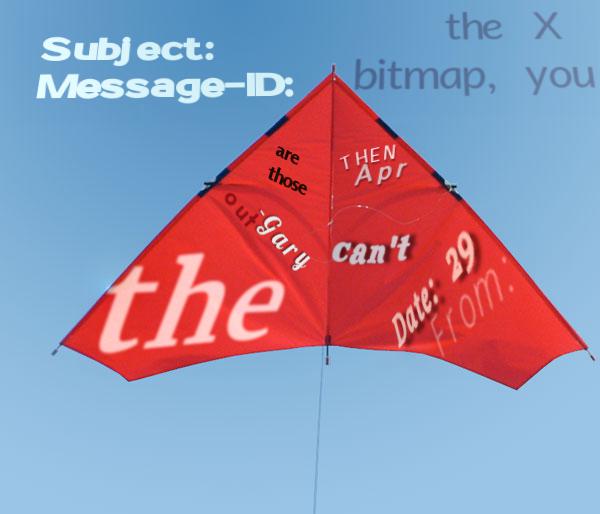 the X
bitmap, you
Subject:
Message-ID:
are
those
THEN
Apr
out
-Gary
can't
the
Date: 29
From: